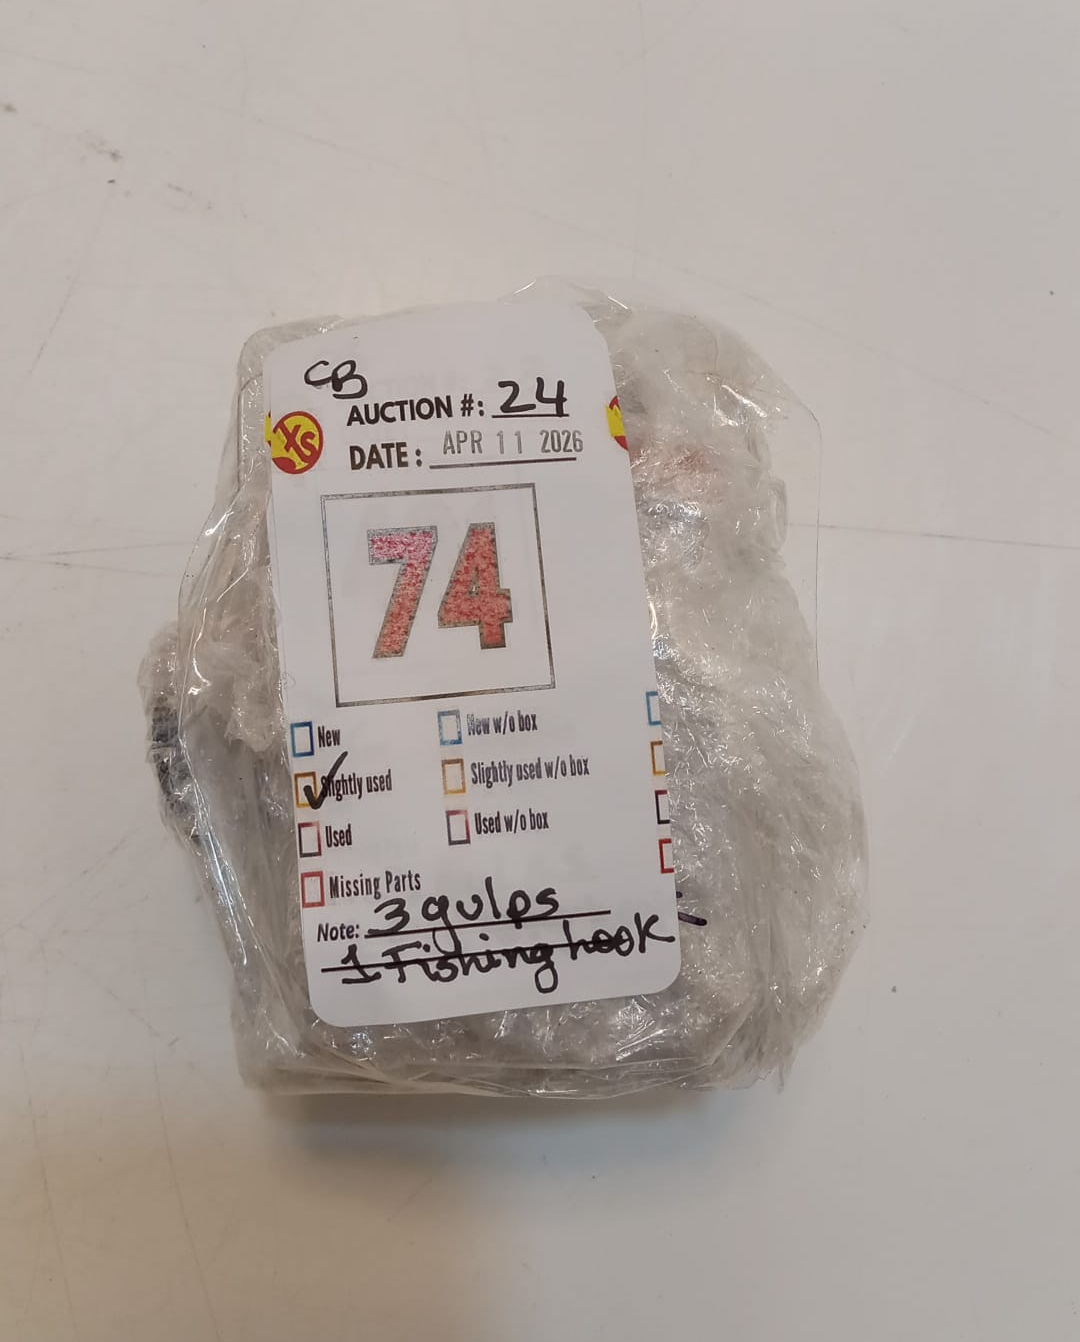 CB
AUCTION #: 24
xs
DATE: APR 11 2026
74
New
New w/o box
Slightly used
Slightly used w/o box
Used
Used w/o box
Missing Parts
Note: 3 gulps
1 Fishing hook